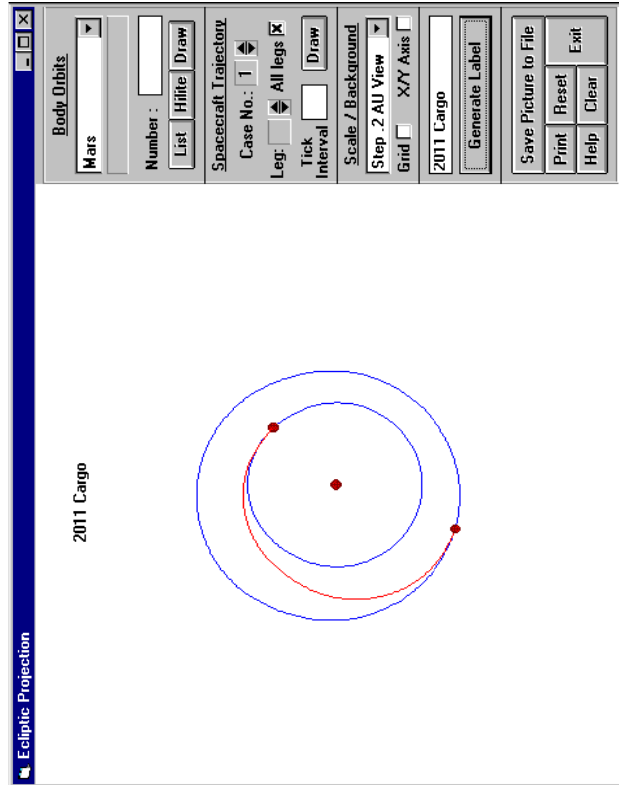 Ecliptic Projection
2011 Cargo
Body Orbits
Mars
Number :
List Hilite Draw
Spacecraft Trajectory
Case No.: 1
Leg: All legs
Tick
Interval
Draw
Scale / Background
Step .2 AU View
Grid X/Y Axis
2011 Cargo
Generate Label
Save Picture to File
Print Reset
Exit
Help Clear